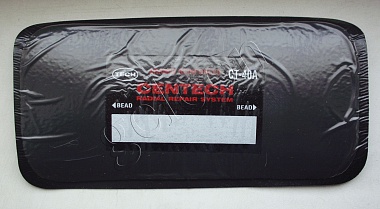 TECH CT-40A
CENTECH
RADIAL REPAIR SYSTEM
BEAD BEAD